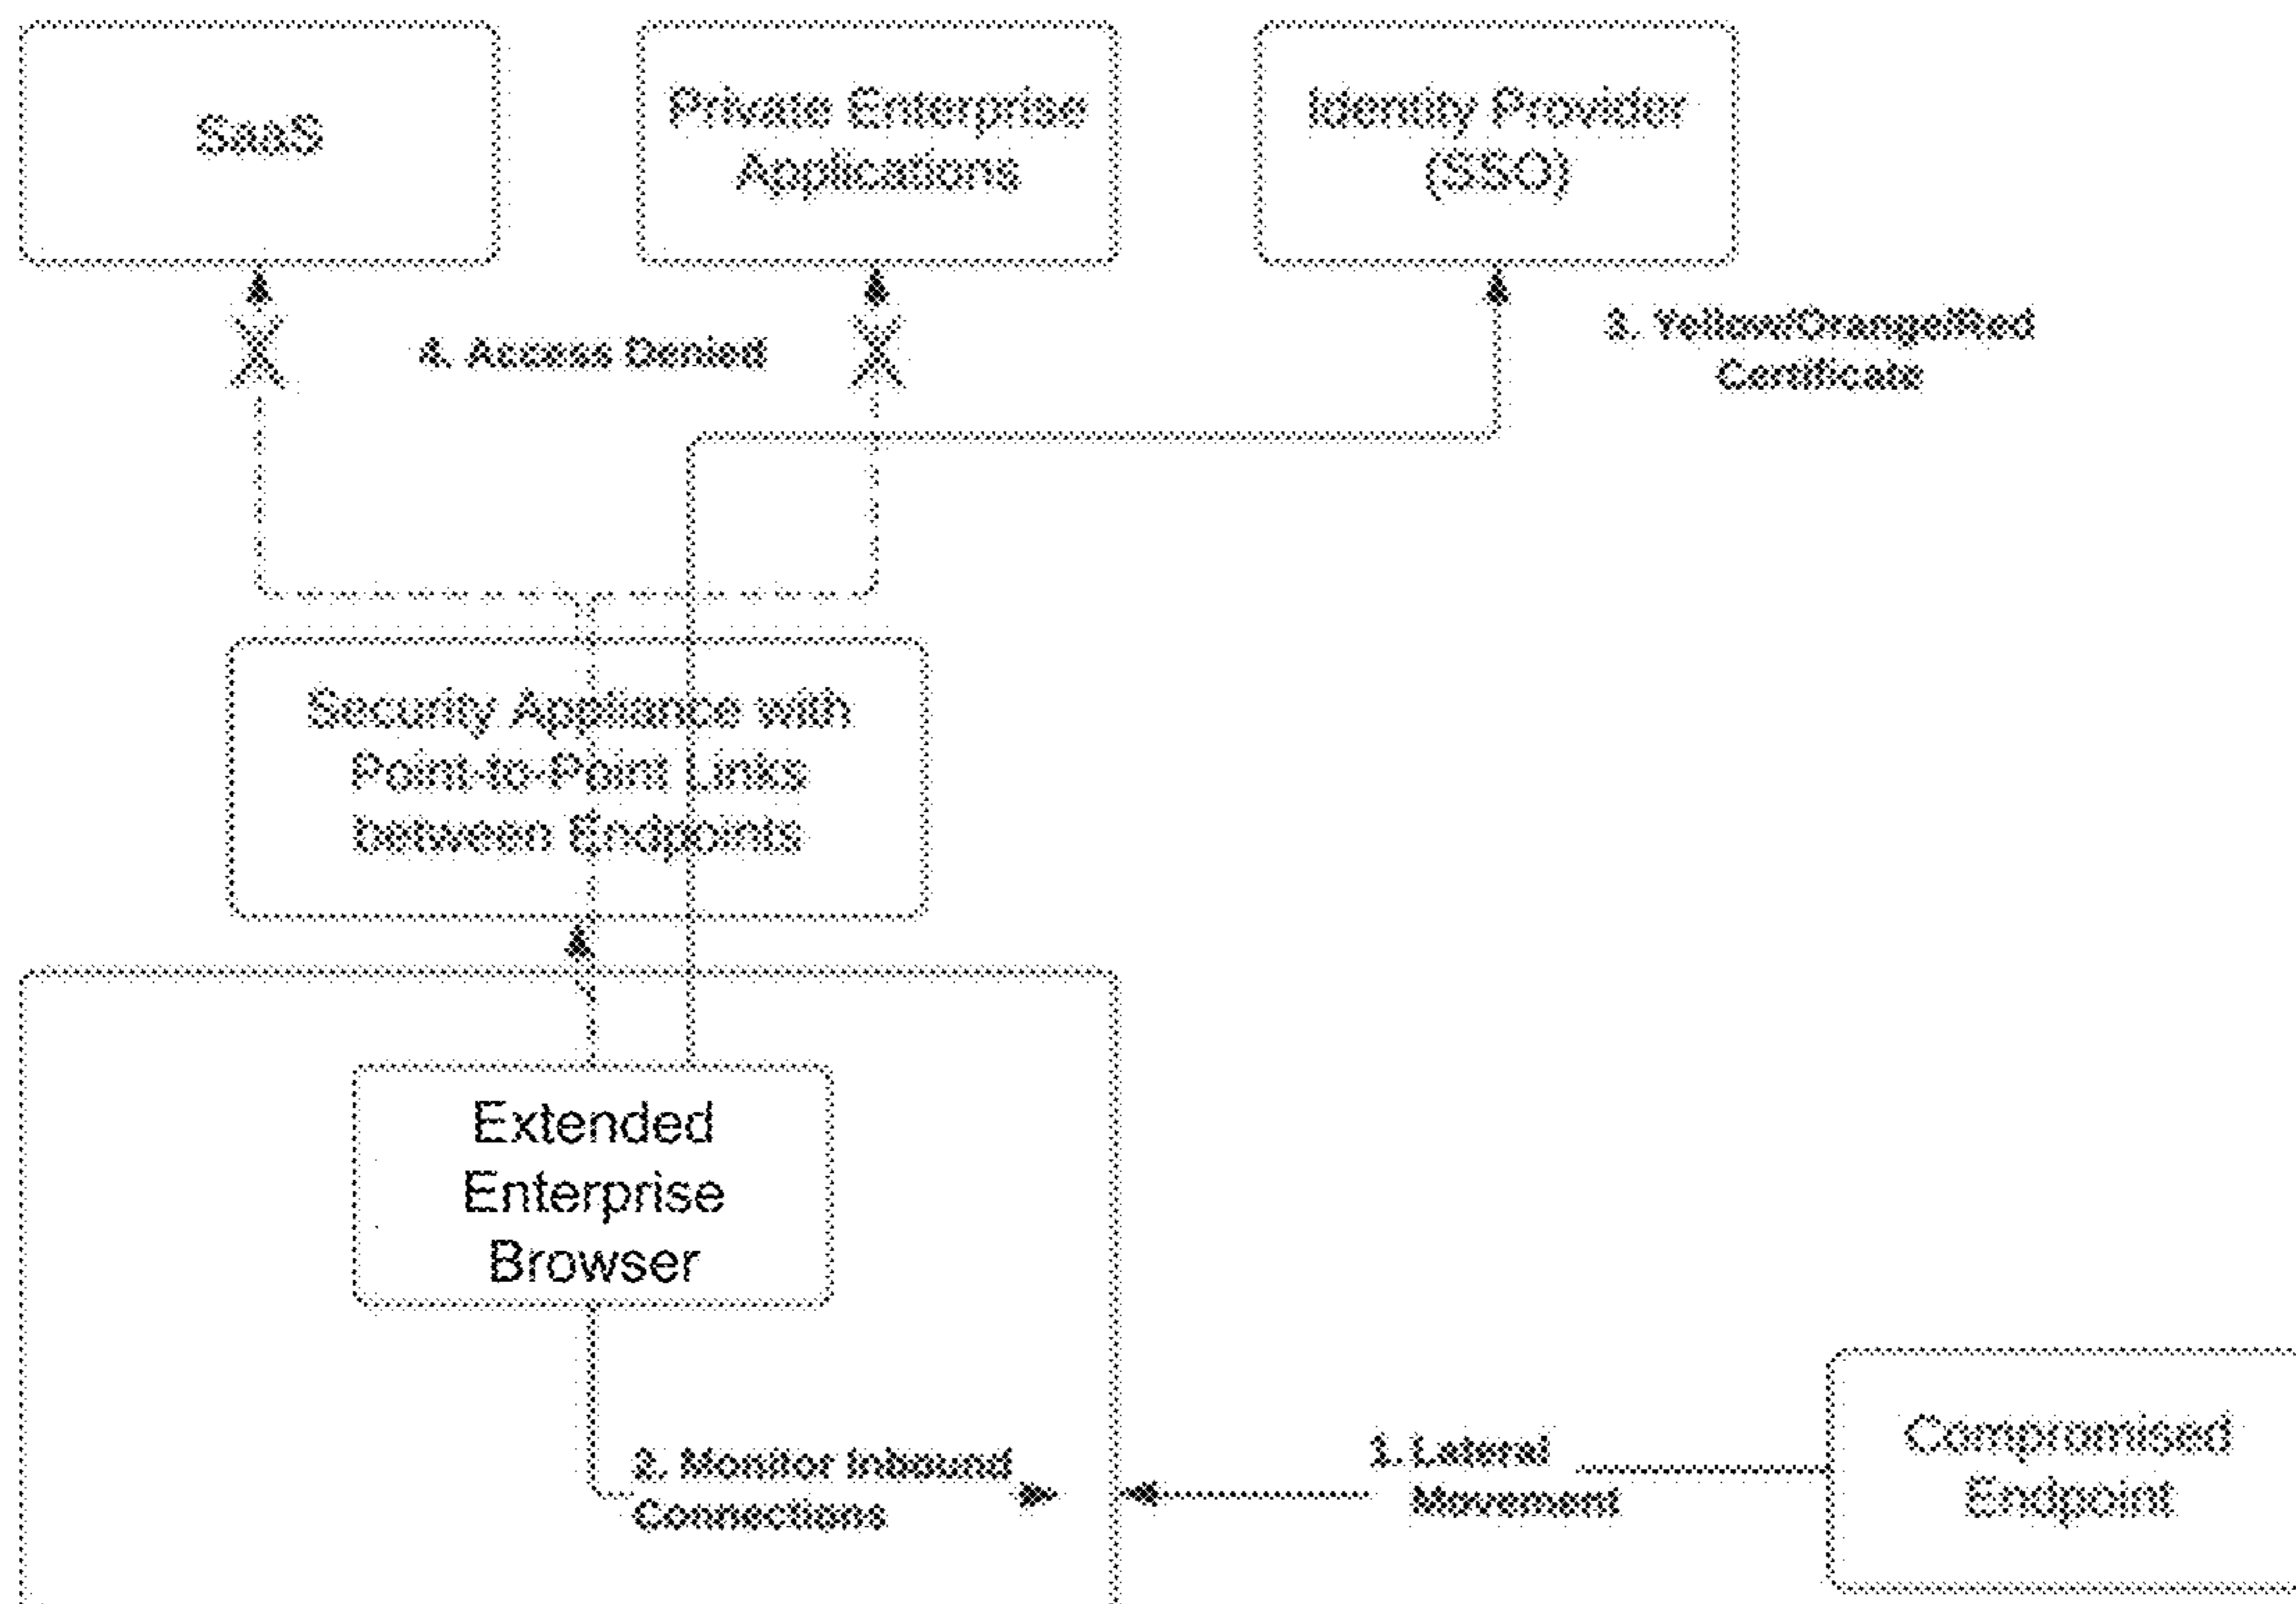 SaaS
Private Enterprise
Applications
Identity Provider
(SSO)
4. Access Denied
3. Yellow/Orange/Red
Certificate
Security Appliance with
Point-to-Point Links
between Endpoints
Extended
Enterprise
Browser
2. Monitor Inbound
Connections
1. Lateral
Movement
Compromised
Endpoint